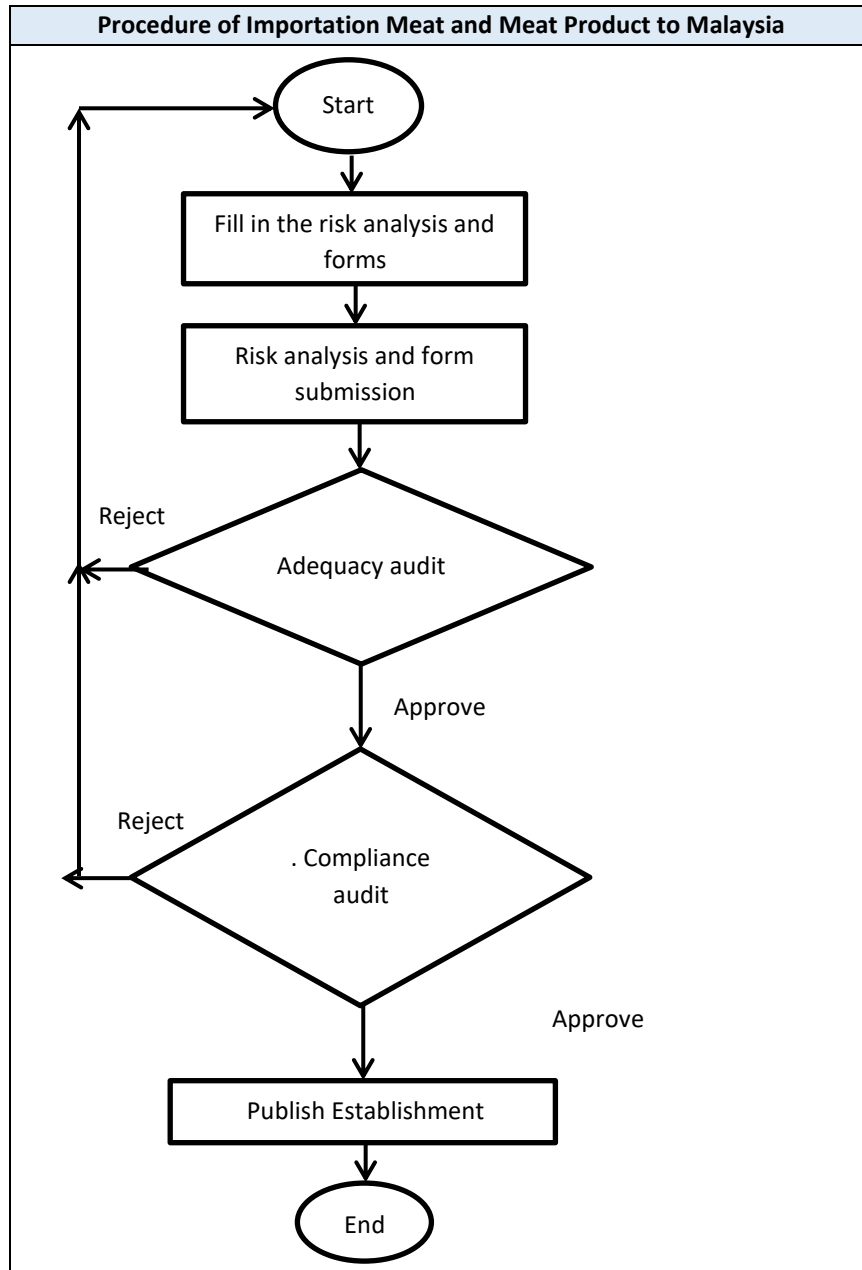 Procedure of Importation Meat and Meat Product to Malaysia
Start
Fill in the risk analysis and
forms
Risk analysis and form
submission
Reject
Adequacy audit
Approve
Reject
. Compliance
audit
Approve
Publish Establishment
End